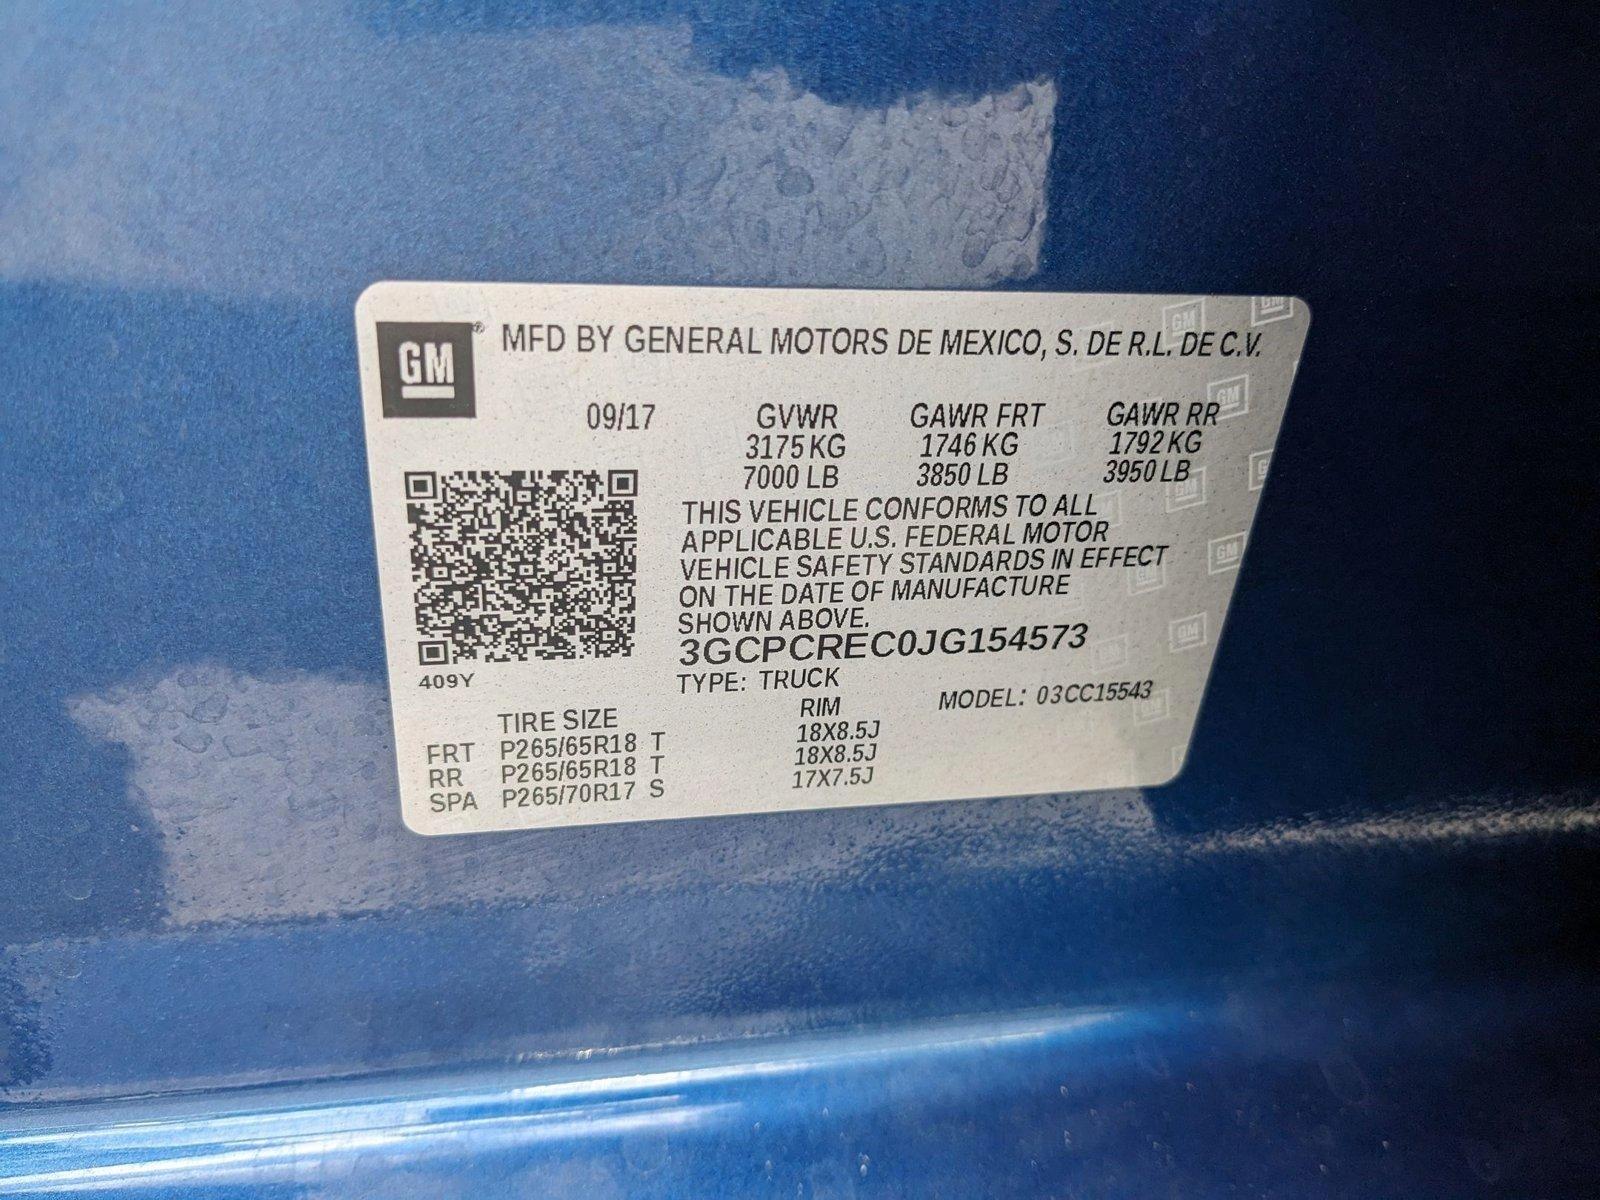 GM
MFD BY GENERAL MOTORS DE MEXICO, S. DE R.L. DE C.V.
09/17 GVWR GAWR FRT GAWR RR
3175 KG 1746 KG 1792 KG
7000 LB 3850 LB 3950 LB
THIS VEHICLE CONFORMS TO ALL
APPLICABLE U.S. FEDERAL MOTOR
VEHICLE SAFETY STANDARDS IN EFFECT
ON THE DATE OF MANUFACTURE
SHOWN ABOVE.
3GCPCREC0JG154573
409Y
TYPE: TRUCK
MODEL: 03CC15543
TIRE SIZE RIM
FRT P265/65R18 T 18X8.5J
RR P265/65R18 T 18X8.5J
SPA P265/70R17 S 17X7.5J